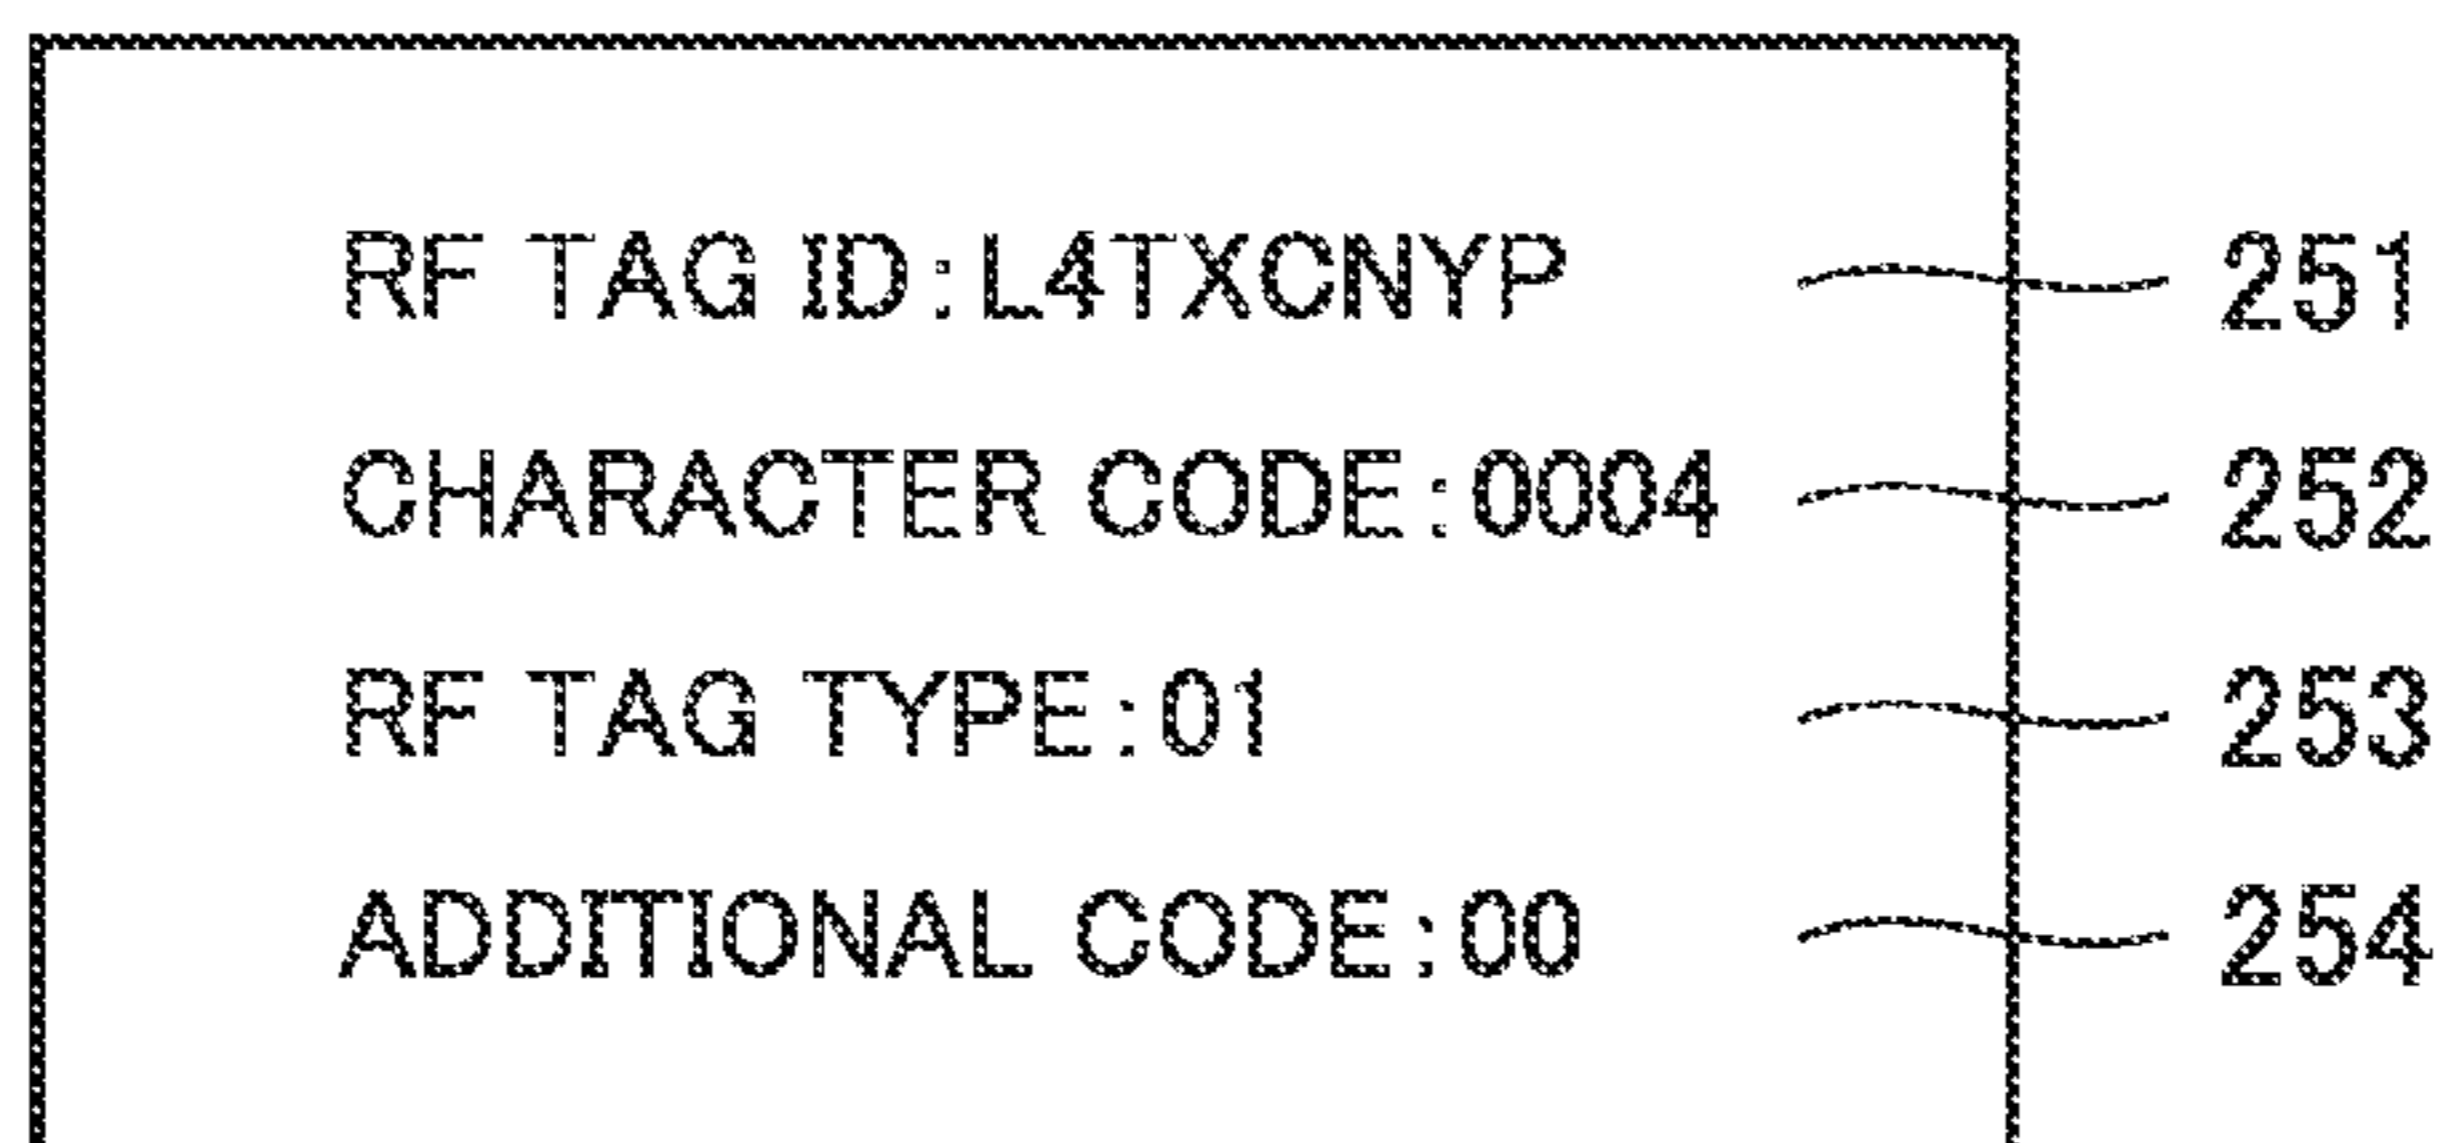 RF TAG ID:L4TXCNYP 251
CHARACTER CODE:0004 252
RF TAG TYPE:01 253
ADDITIONAL CODE:00 254